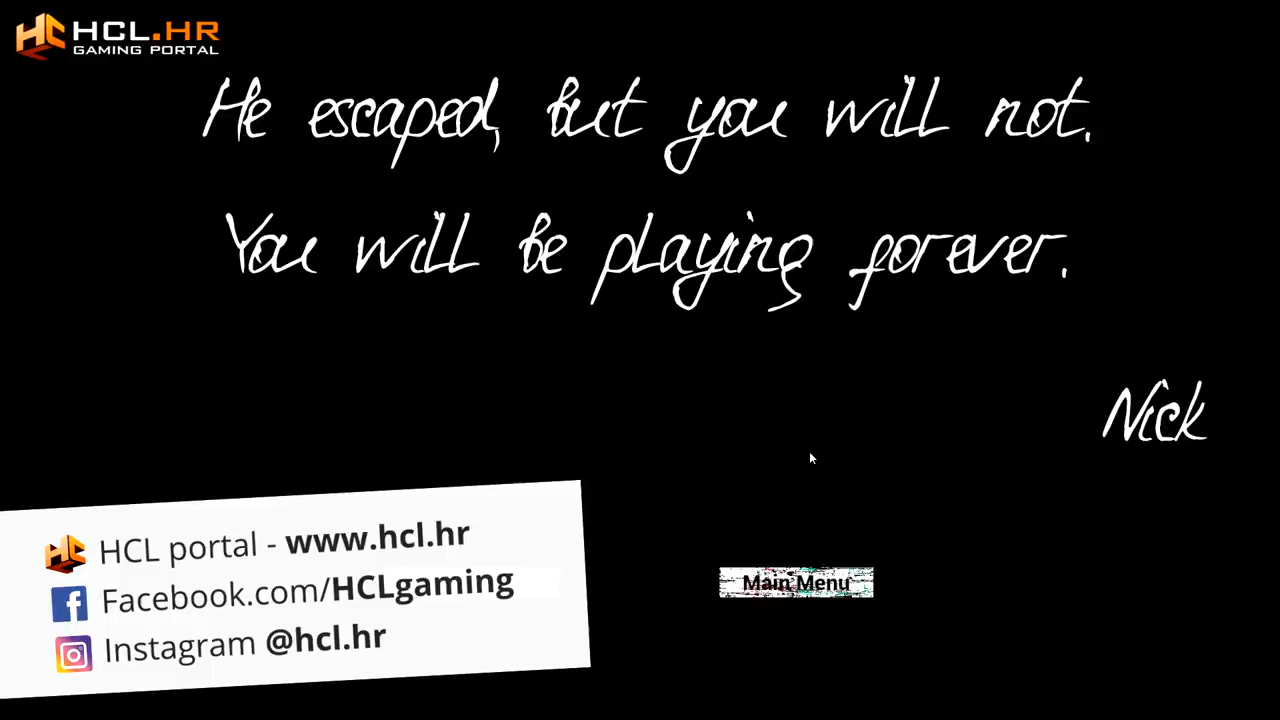 HCL.HR
GAMING PORTAL
He escaped, but you will not.
You will be playing forever.
Nick
HCL portal - www.hcl.hr
Facebook.com/HCLgaming
Instagram @hcl.hr
Main Menu